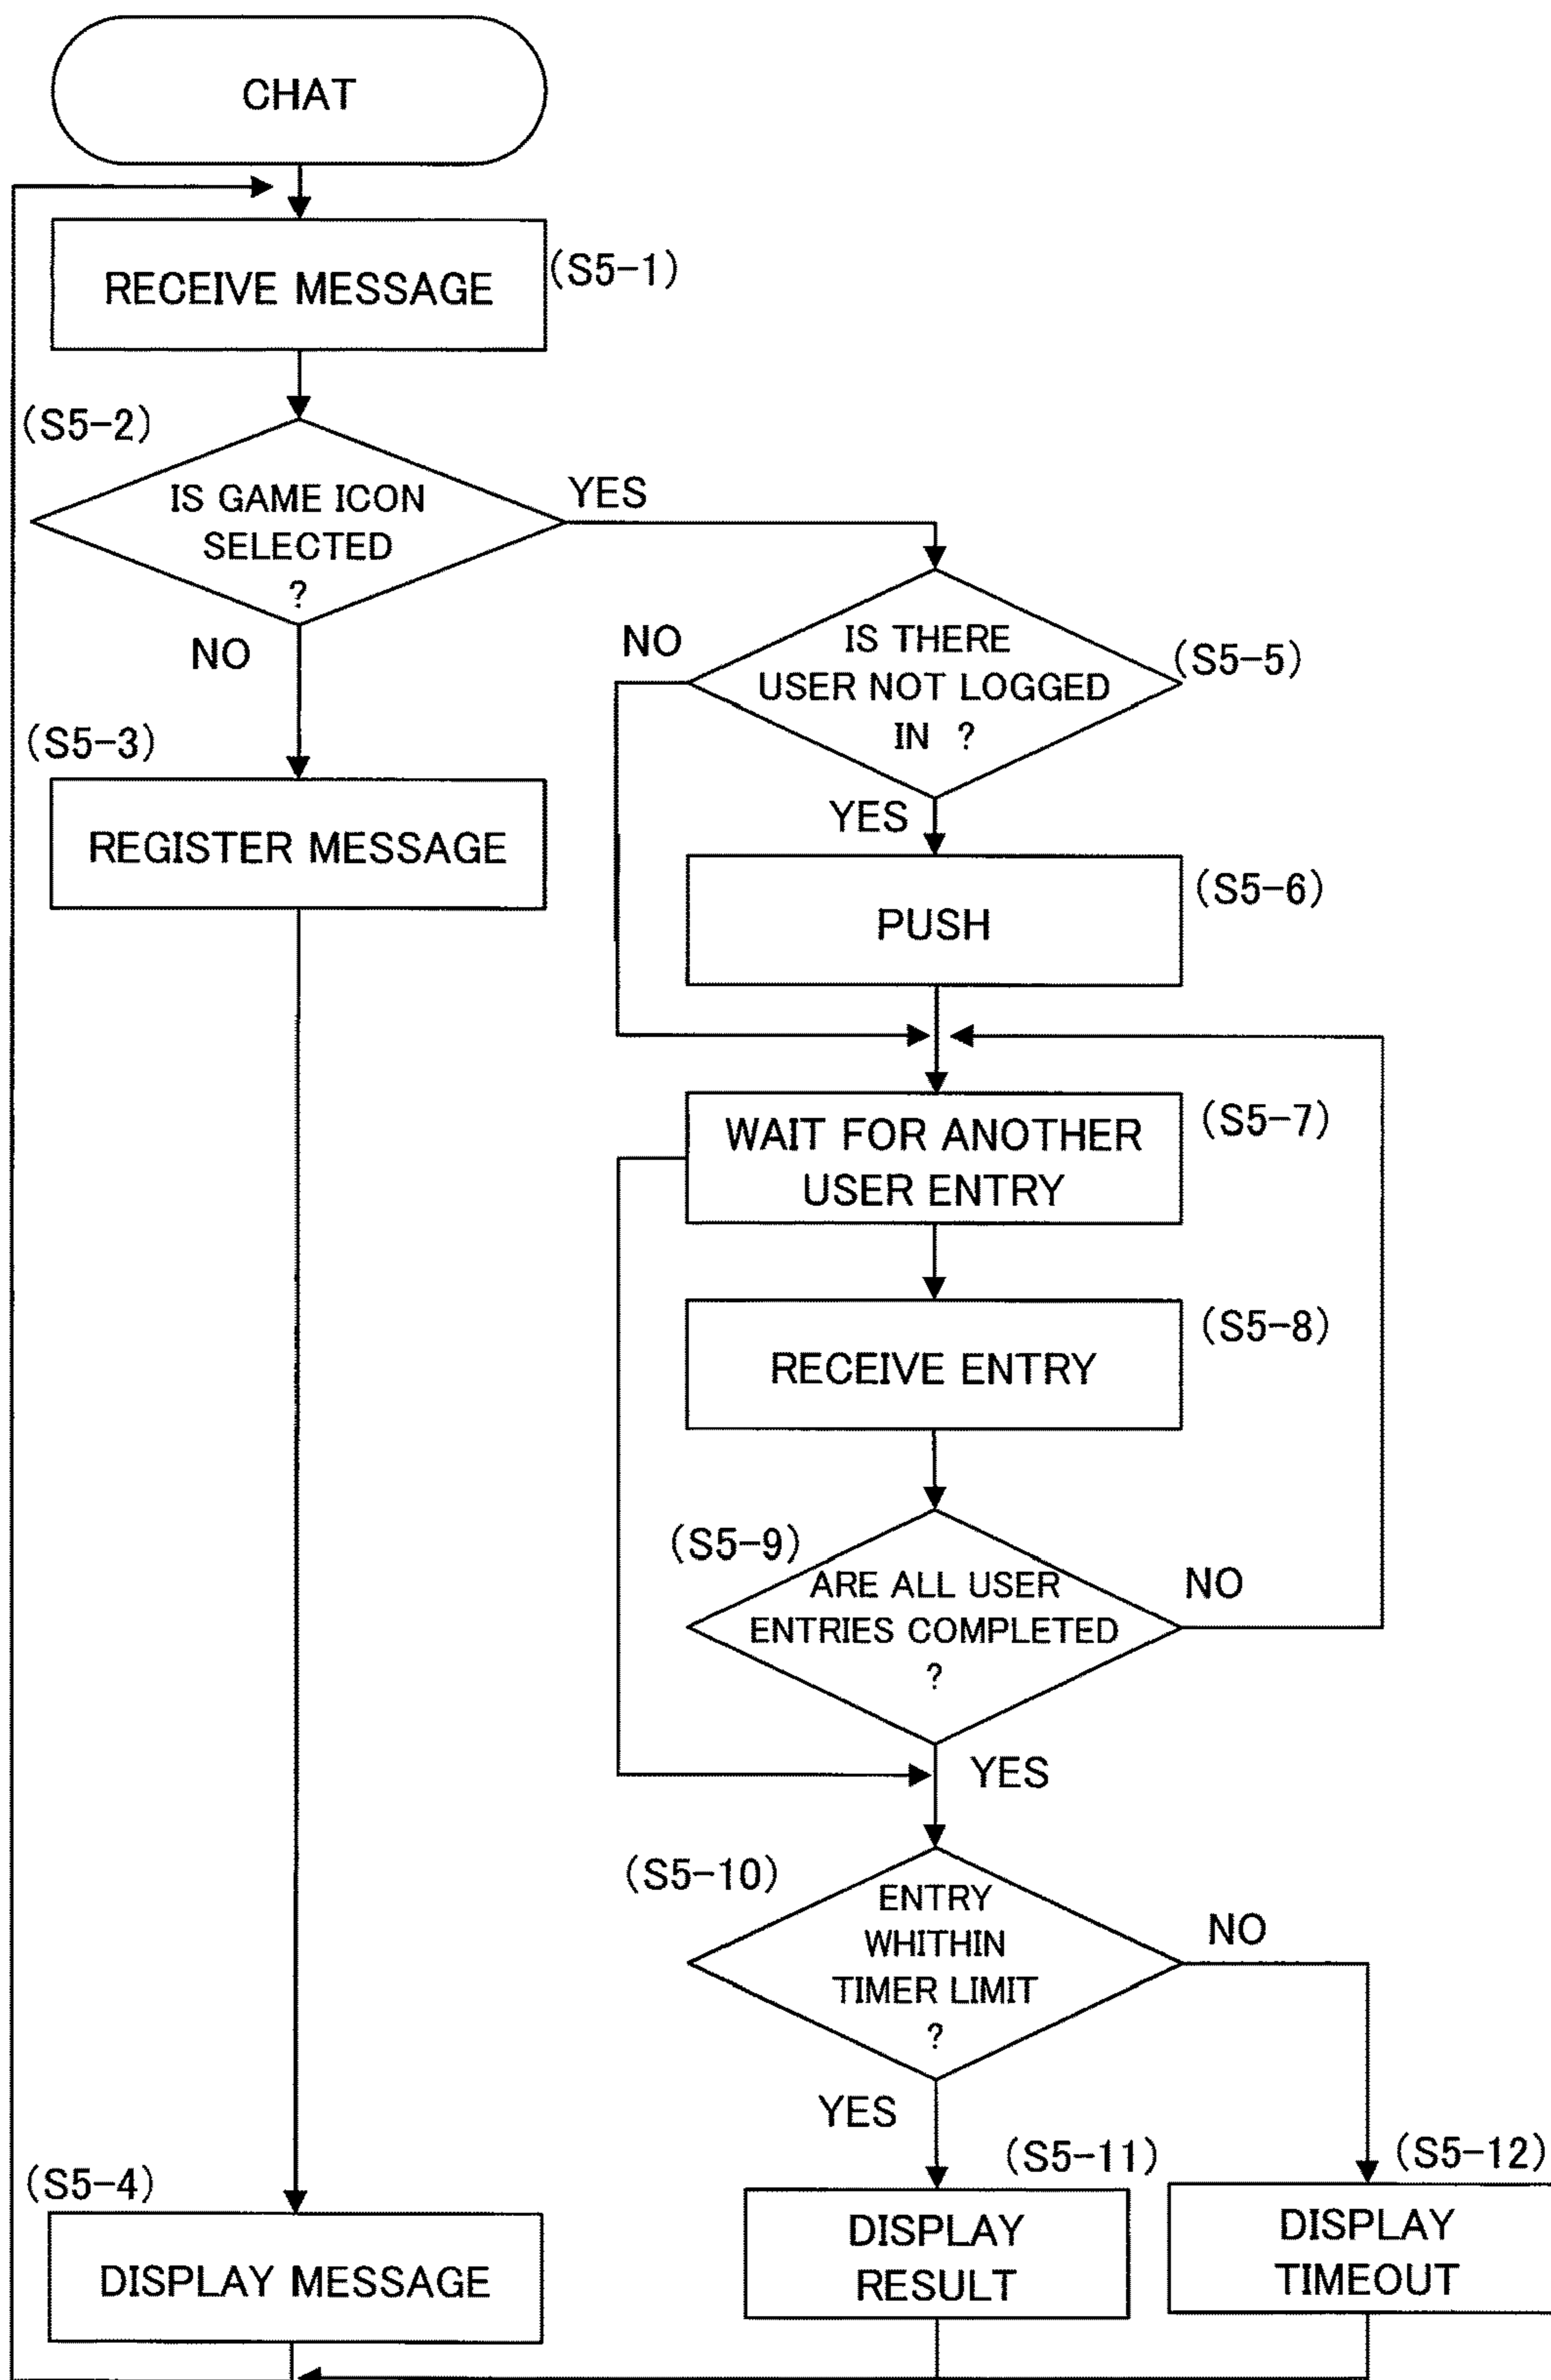 CHAT
RECEIVE MESSAGE
(S5-1)
(S5-2)
IS GAME ICON
SELECTED
?
YES
NO
(S5-3)
REGISTER MESSAGE
(S5-4)
DISPLAY MESSAGE
IS THERE
USER NOT LOGGED
IN ?
(S5-5)
NO
YES
PUSH
(S5-6)
WAIT FOR ANOTHER
USER ENTRY
(S5-7)
RECEIVE ENTRY
(S5-8)
(S5-9)
ARE ALL USER
ENTRIES COMPLETED
?
NO
YES
(S5-10)
ENTRY
WHITHIN
TIMER LIMIT
?
NO
YES
(S5-11)
DISPLAY
RESULT
(S5-12)
DISPLAY
TIMEOUT